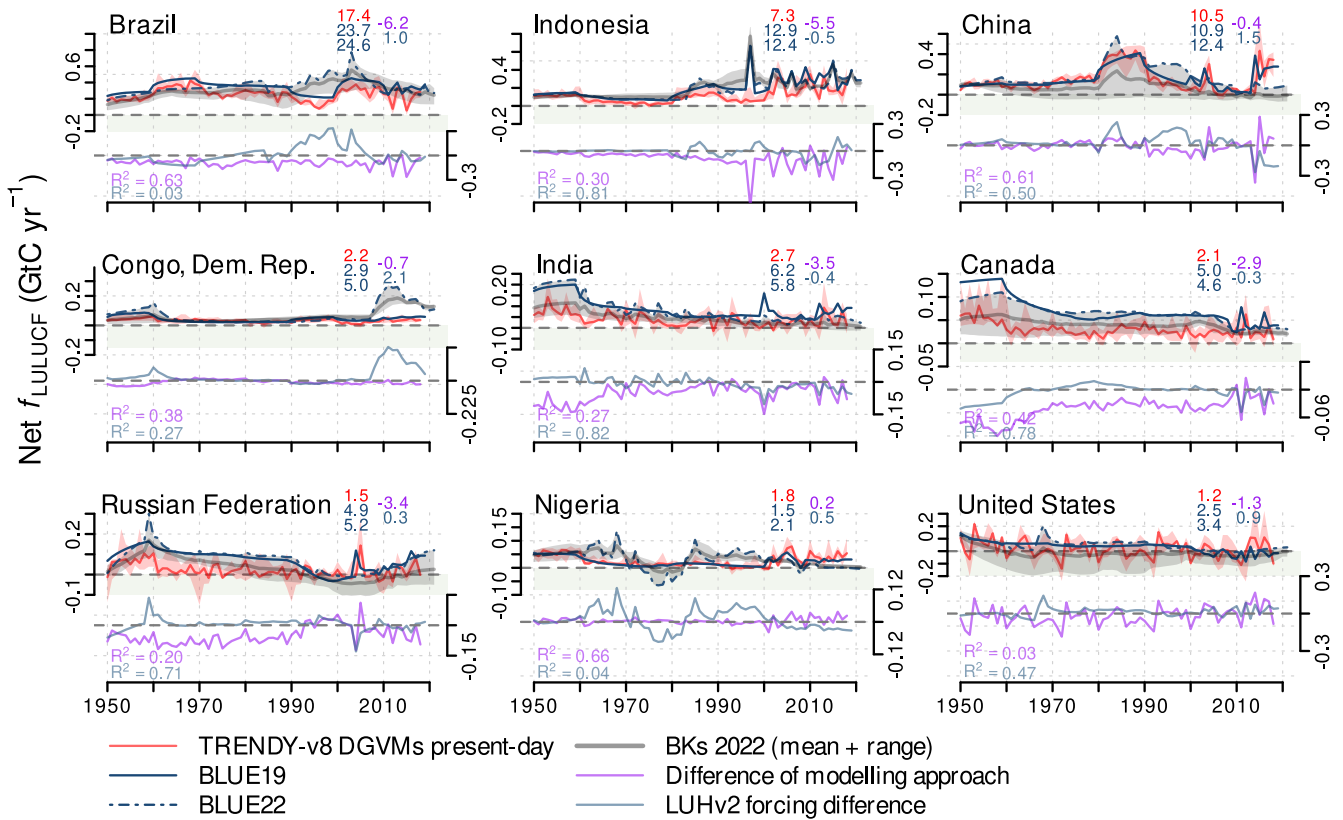 Net f_LULUCF (GtC yr⁻¹)
Brazil
17.4
23.7
24.6
-6.2
1.0
0.6
-0.2
-0.3
R² = 0.63
R² = 0.03
Indonesia
7.3
12.9
12.4
-5.5
-0.5
0.4
-0.2
0.3
-0.3
R² = 0.30
R² = 0.81
China
10.5
10.9
12.4
-0.4
1.5
0.4
-0.2
0.3
-0.3
R² = 0.61
R² = 0.50
Congo, Dem. Rep.
2.2
2.9
5.0
-0.7
2.1
0.2
-0.2
-0.225
R² = 0.38
R² = 0.27
India
2.7
6.2
5.8
-3.5
-0.4
0.20
-0.10
0.15
-0.15
R² = 0.27
R² = 0.82
Canada
2.1
5.0
4.6
-2.9
-0.3
0.10
-0.05
-0.06
R² = 0.42
R² = 0.78
Russian Federation
1.5
4.9
5.2
-3.4
0.3
0.2
-0.1
-0.15
R² = 0.20
R² = 0.71
1950 1970 1990 2010
Nigeria
1.8
1.5
2.1
0.2
0.5
0.15
-0.10
0.12
-0.12
R² = 0.66
R² = 0.04
1950 1970 1990 2010
United States
1.2
2.5
3.4
-1.3
0.9
0.2
-0.2
0.3
-0.3
R² = 0.03
R² = 0.47
1950 1970 1990 2010
TRENDY-v8 DGVMs present-day
BLUE19
BLUE22
BKs 2022 (mean + range)
Difference of modelling approach
LUHv2 forcing difference